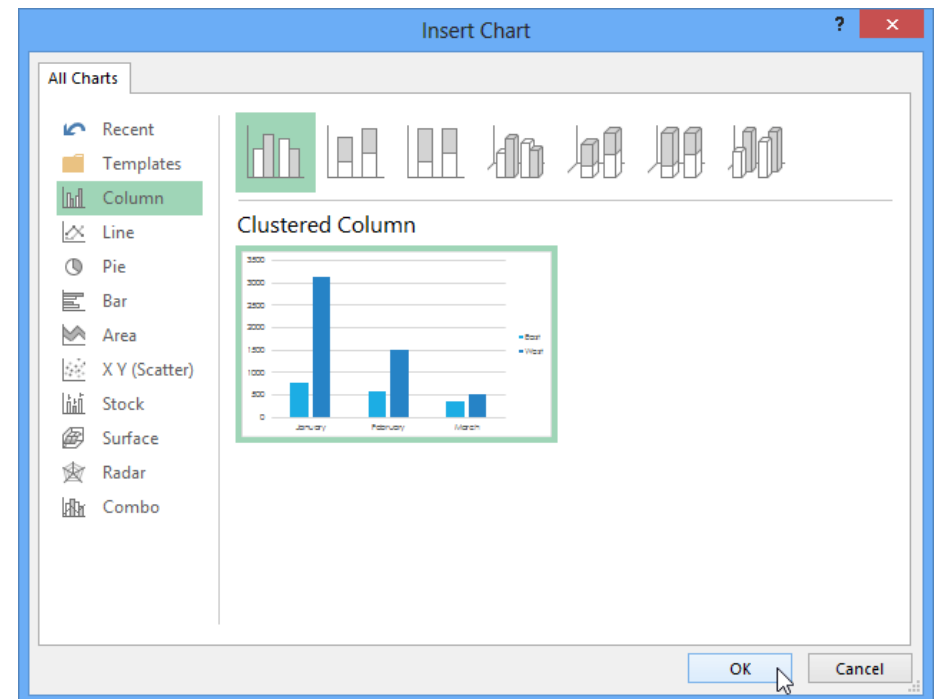 Insert Chart
?
All Charts
Recent
Templates
Column
Line
Pie
Bar
Area
X Y (Scatter)
Stock
Surface
Radar
Combo
Clustered Column
3500
3000
2500
2000
1500
1000
500
0
January
February
March
East
West
OK
Cancel